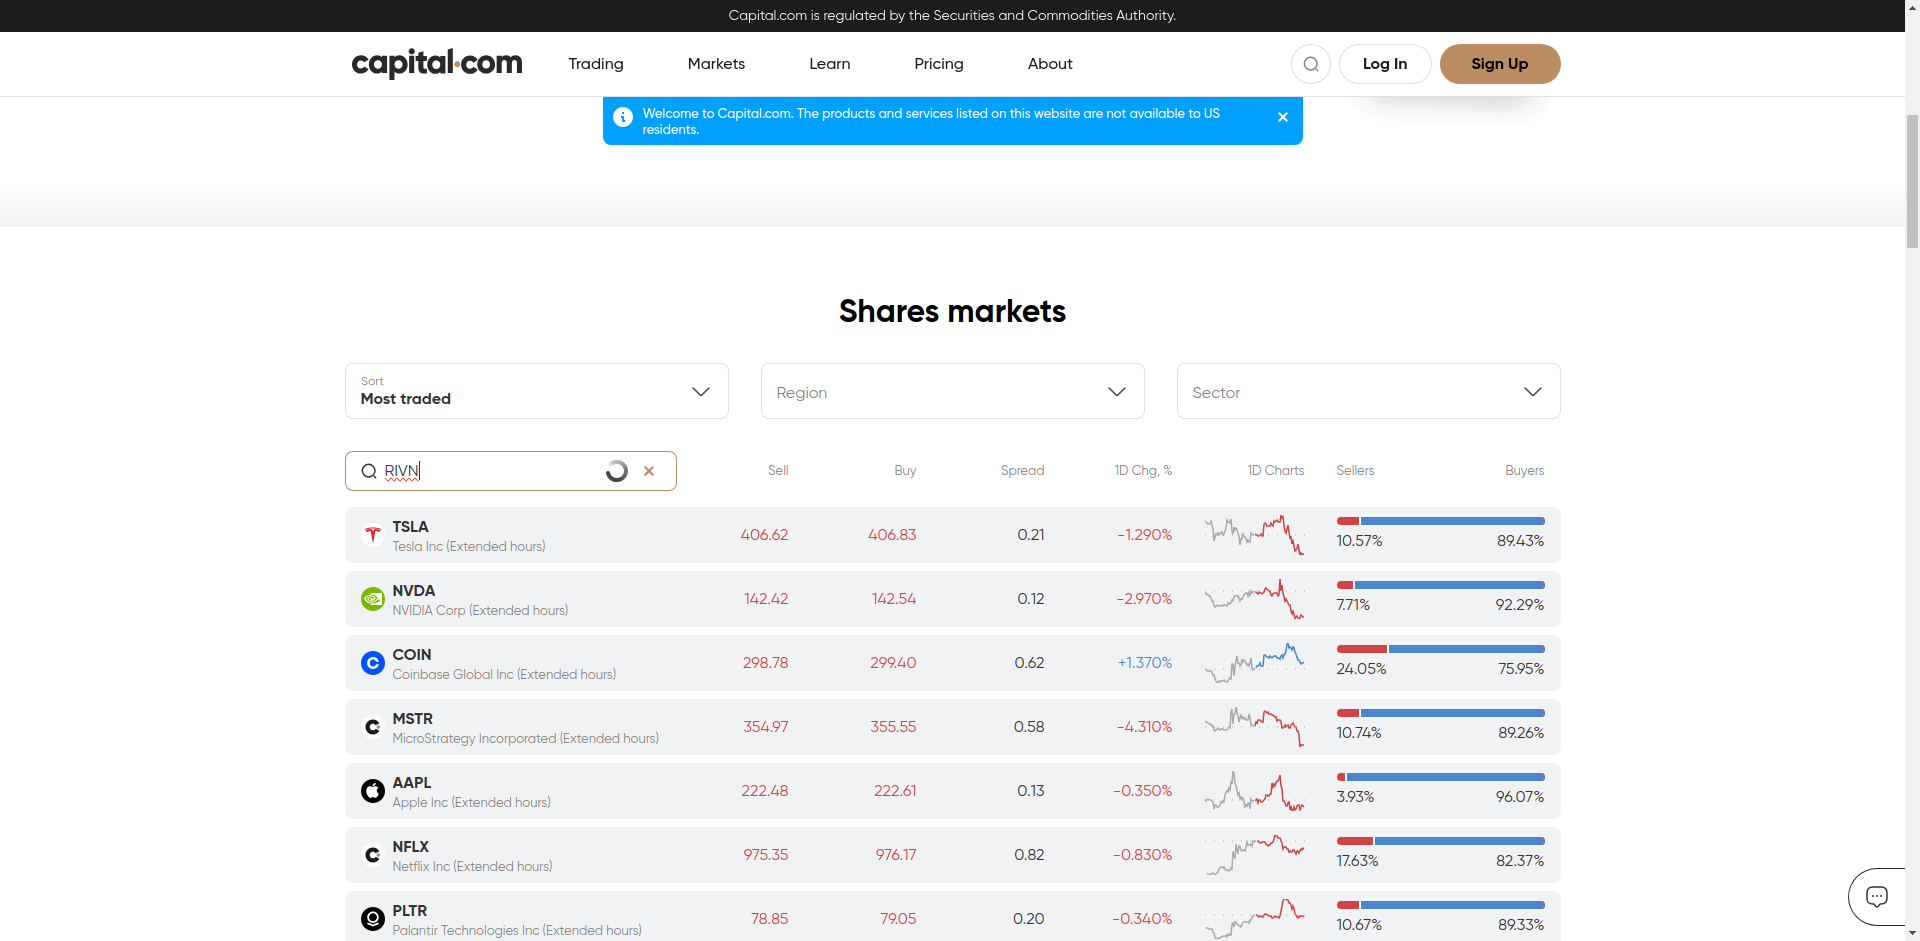 Capital.com is regulated by the Securities and Commodities Authority.
capital.com Trading Markets Learn Pricing About Log In Sign Up
Welcome to Capital.com. The products and services listed on this website are not available to US
residents.
Shares markets
Sort
Most traded
Region
Sector
RIVN Sell Buy Spread 1D Chg, % 1D Charts Sellers Buyers
TSLA
Tesla Inc (Extended hours)
406.62 406.83 0.21 -1.290% 10.57% 89.43%
NVDA
NVIDIA Corp (Extended hours)
142.42 142.54 0.12 -2.970% 7.71% 92.29%
COIN
Coinbase Global Inc (Extended hours)
298.78 299.40 0.62 +1.370% 24.05% 75.95%
MSTR
MicroStrategy Incorporated (Extended hours)
354.97 355.55 0.58 -4.310% 10.74% 89.26%
AAPL
Apple Inc (Extended hours)
222.48 222.61 0.13 -0.350% 3.93% 96.07%
NFLX
Netflix Inc (Extended hours)
975.35 976.17 0.82 -0.830% 17.63% 82.37%
PLTR
Palantir Technologies Inc (Extended hours)
78.85 79.05 0.20 -0.340% 10.67% 89.33%